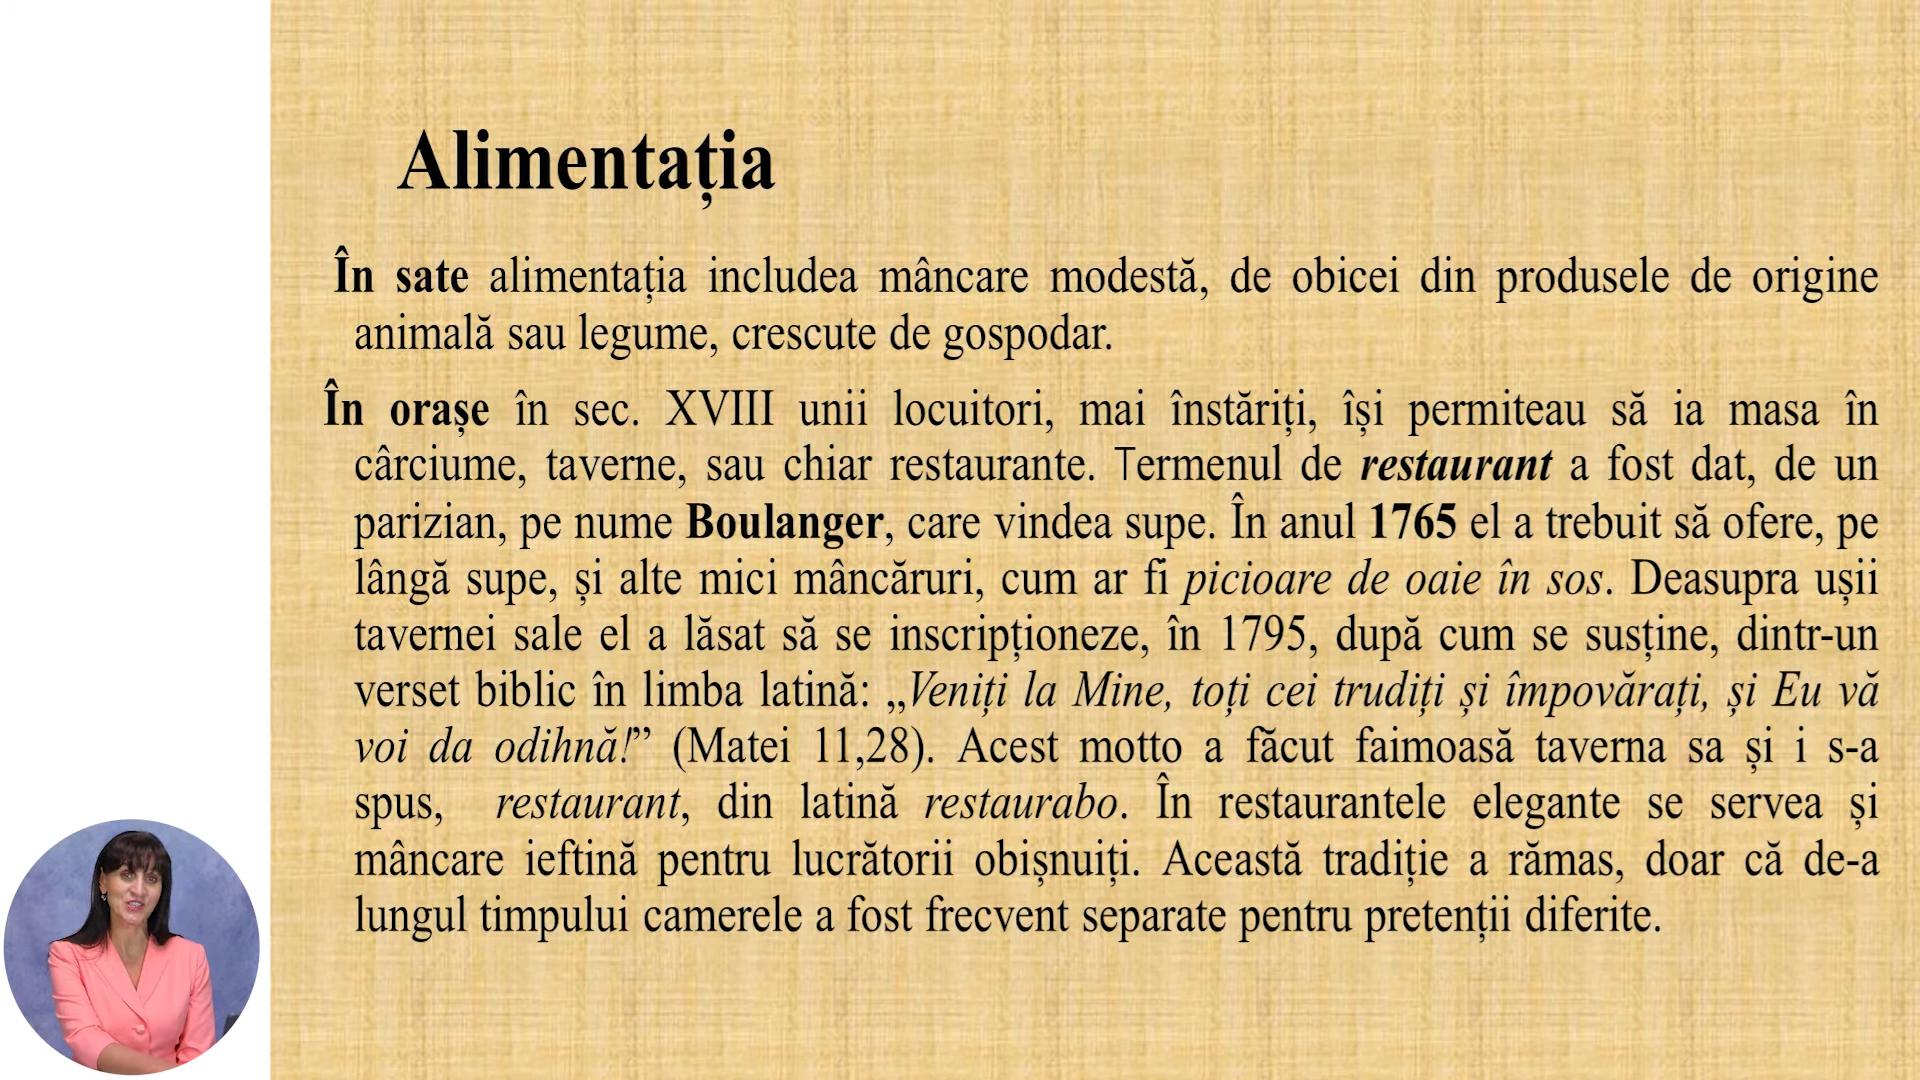 Alimentația
În sate alimentația includea mâncare modestă, de obicei din produsele de origine
animală sau legume, crescute de gospodar.
În orașe în sec. XVIII unii locuitori, mai înstăriți, își permiteau să ia masa în
cârciume, taverne, sau chiar restaurante. Termenul de restaurant a fost dat, de un
parizian, pe nume Boulanger, care vindea supe. În anul 1765 el a trebuit să ofere, pe
lângă supe, și alte mici mâncăruri, cum ar fi picioare de oaie în sos. Deasupra ușii
tavernei sale el a lăsat să se inscripționeze, în 1795, după cum se susține, dintr-un
verset biblic în limba latină: „Veniți la Mine, toți cei trudiți și împovărați, și Eu vă
voi da odihnă!” (Matei 11,28). Acest motto a făcut faimoasă taverna sa și i s-a
spus, restaurant, din latină restaurabo. În restaurantele elegante se servea și
mâncare ieftină pentru lucrătorii obișnuiți. Această tradiție a rămas, doar că de-a
lungul timpului camerele a fost frecvent separate pentru pretenții diferite.